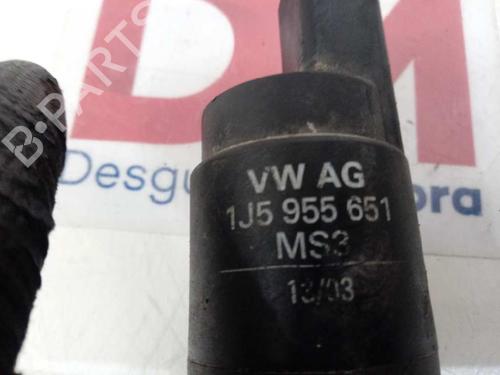 DM
B-PARTS
Desgu ora
VW AG
1J5 955 651
MS3
13/03